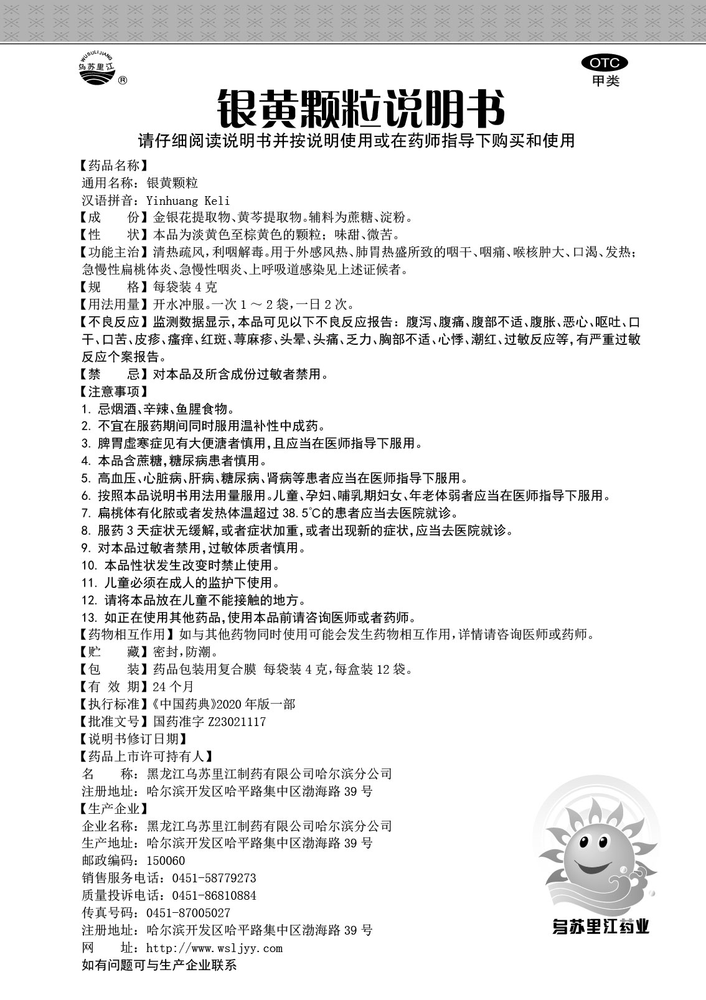 WUSULIJIANG
乌苏里江
®
OTC
甲类
银黄颗粒说明书
请仔细阅读说明书并按说明使用或在药师指导下购买和使用
【药品名称】
通用名称：银黄颗粒
汉语拼音：Yinhuang Keli
【成　　份】金银花提取物、黄芩提取物。辅料为蔗糖、淀粉。
【性　　状】本品为淡黄色至棕黄色的颗粒；味甜、微苦。
【功能主治】清热疏风，利咽解毒。用于外感风热、肺胃热盛所致的咽干、咽痛、喉核肿大、口渴、发热；
急慢性扁桃体炎、急慢性咽炎、上呼吸道感染见上述证候者。
【规　　格】每袋装 4 克
【用法用量】开水冲服。一次 1 ～ 2 袋，一日 2 次。
【不良反应】监测数据显示，本品可见以下不良反应报告：腹泻、腹痛、腹部不适、腹胀、恶心、呕吐、口
干、口苦、皮疹、瘙痒、红斑、荨麻疹、头晕、头痛、乏力、胸部不适、心悸、潮红、过敏反应等，有严重过敏
反应个案报告。
【禁　　忌】对本品及所含成份过敏者禁用。
【注意事项】
1. 忌烟酒、辛辣、鱼腥食物。
2. 不宜在服药期间同时服用温补性中成药。
3. 脾胃虚寒症见有大便溏者慎用，且应当在医师指导下服用。
4. 本品含蔗糖，糖尿病患者慎用。
5. 高血压、心脏病、肝病、糖尿病、肾病等患者应当在医师指导下服用。
6. 按照本品说明书用法用量服用。儿童、孕妇、哺乳期妇女、年老体弱者应当在医师指导下服用。
7. 扁桃体有化脓或者发热体温超过 38.5℃的患者应当去医院就诊。
8. 服药 3 天症状无缓解，或者症状加重，或者出现新的症状，应当去医院就诊。
9. 对本品过敏者禁用，过敏体质者慎用。
10. 本品性状发生改变时禁止使用。
11. 儿童必须在成人的监护下使用。
12. 请将本品放在儿童不能接触的地方。
13. 如正在使用其他药品，使用本品前请咨询医师或者药师。
【药物相互作用】如与其他药物同时使用可能会发生药物相互作用，详情请咨询医师或药师。
【贮　　藏】密封，防潮。
【包　　装】药品包装用复合膜 每袋装 4 克，每盒装 12 袋。
【有 效 期】24 个月
【执行标准】《中国药典》2020 年版一部
【批准文号】国药准字 Z23021117
【说明书修订日期】
【药品上市许可持有人】
名　　称：黑龙江乌苏里江制药有限公司哈尔滨分公司
注册地址：哈尔滨开发区哈平路集中区渤海路 39 号
【生产企业】
企业名称：黑龙江乌苏里江制药有限公司哈尔滨分公司
生产地址：哈尔滨开发区哈平路集中区渤海路 39 号
邮政编码：150060
销售服务电话：0451-58779273
质量投诉电话：0451-86810884
传真号码：0451-87005027
注册地址：哈尔滨开发区哈平路集中区渤海路 39 号
网　　址：http://www.wsljyy.com
如有问题可与生产企业联系
乌苏里江药业